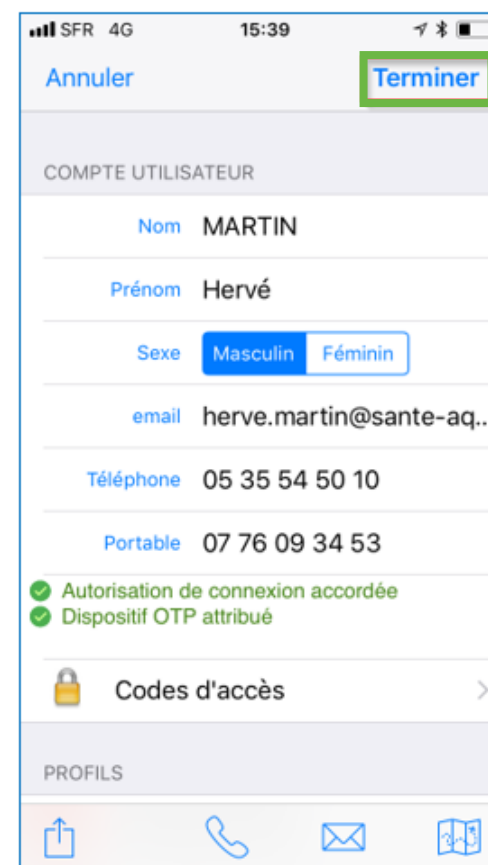 SFR 4G 15:39
Annuler Terminer
COMPTE UTILISATEUR
Nom MARTIN
Prénom Hervé
Sexe Masculin Féminin
email herve.martin@sante-aq...
Téléphone 05 35 54 50 10
Portable 07 76 09 34 53
Autorisation de connexion accordée
Dispositif OTP attribué
Codes d'accès
PROFILS